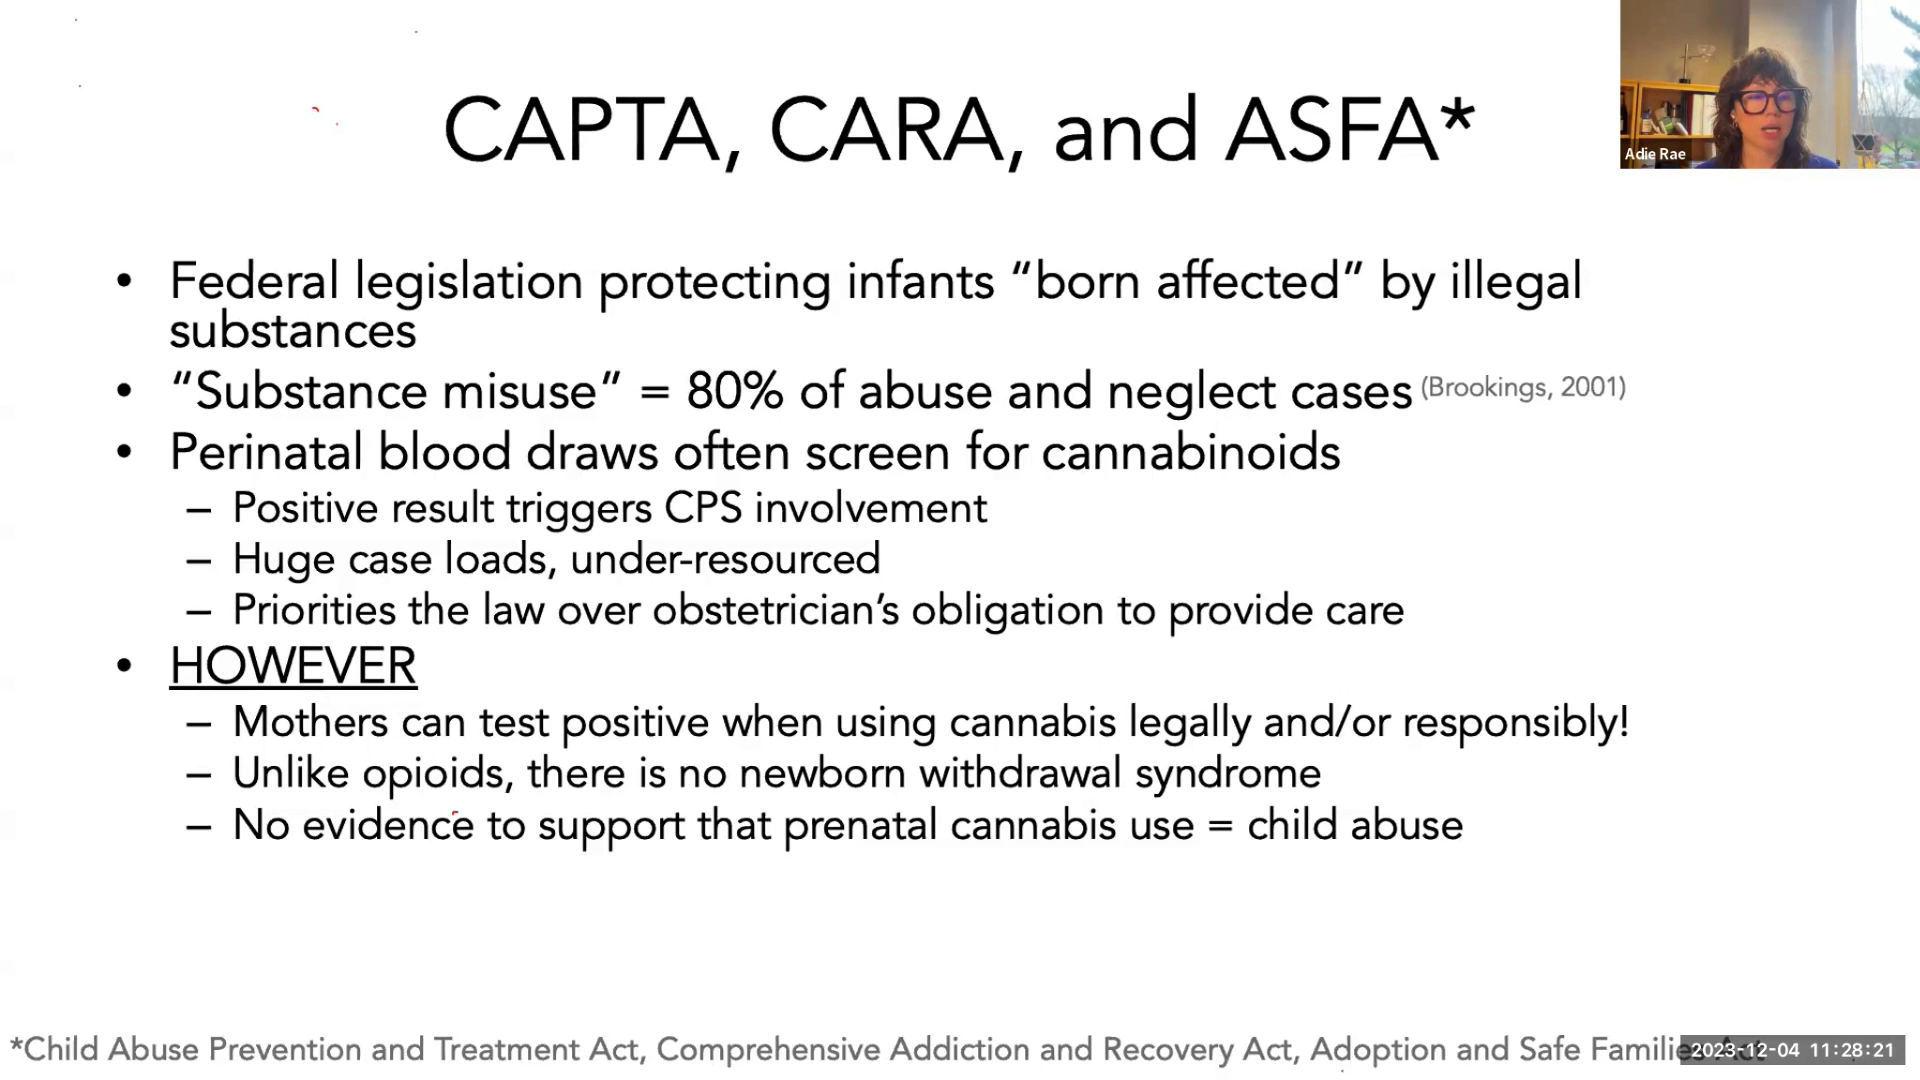 CAPTA, CARA, and ASFA*
Adie Rae
• Federal legislation protecting infants “born affected” by illegal
substances
• “Substance misuse” = 80% of abuse and neglect cases (Brookings, 2001)
• Perinatal blood draws often screen for cannabinoids
– Positive result triggers CPS involvement
– Huge case loads, under-resourced
– Priorities the law over obstetrician’s obligation to provide care
• HOWEVER
– Mothers can test positive when using cannabis legally and/or responsibly!
– Unlike opioids, there is no newborn withdrawal syndrome
– No evidence to support that prenatal cannabis use = child abuse
*Child Abuse Prevention and Treatment Act, Comprehensive Addiction and Recovery Act, Adoption and Safe Families Act
2023-12-04 11:28:21